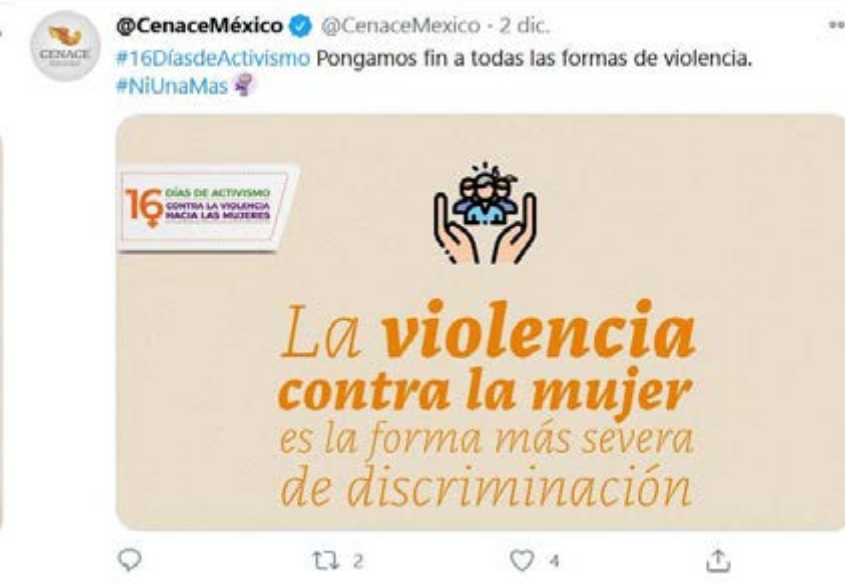 @CenaceMéxico @CenaceMexico · 2 dic.
CENACE
#16DíasdeActivismo Pongamos fin a todas las formas de violencia.
#NiUnaMas
16 DÍAS DE ACTIVISMO
CONTRA LA VIOLENCIA
HACIA LAS MUJERES
La violencia
contra la mujer
es la forma más severa
de discriminación
2 4